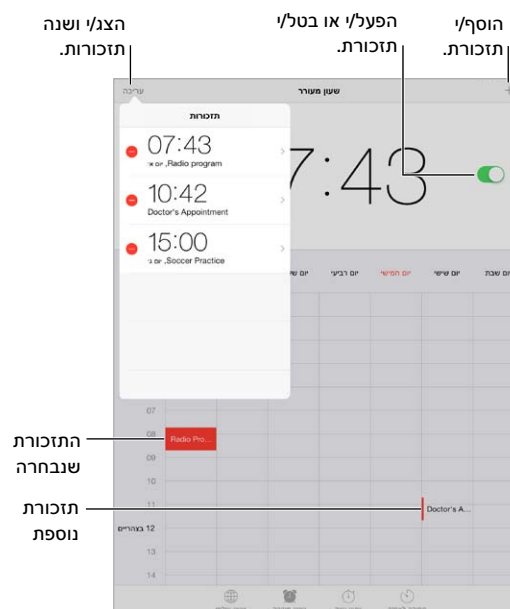 הצג/י ושנה
תזכורות.
הפעל/י או בטל/י
תזכורת.
הוסף/י
תזכורת.
עריכה
שעון מעורר
+
7:43
תזכורות
07:43
Radio program, יום א׳
10:42
Doctor's Appointment
15:00
Soccer Practice, יום ג׳
יום רביעי
יום חמישי
יום שישי
יום שבת
07
08
Radio Pro...
09
10
11
Doctor's A...
12 בצהריים
13
14
התזכורת
שנבחרה
תזכורת
נוספת